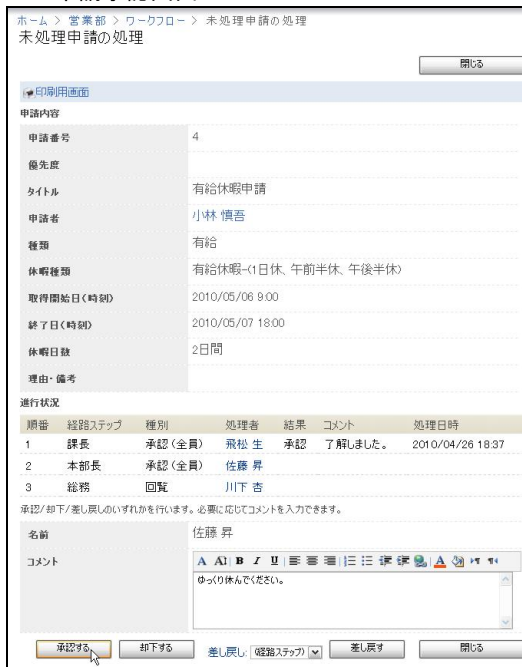 ホーム > 営業部 > ワークフロー > 未処理申請の処理
未処理申請の処理
閉じる
印刷用画面
申請内容
申請番号 4
優先度
タイトル 有給休暇申請
申請者 小林 慎吾
種類 有給
休暇種類 有給休暇-(1日休、午前半休、午後半休)
取得開始日(時刻) 2010/05/06 9:00
終了日(時刻) 2010/05/07 18:00
休暇日数 2日間
理由・備考
進行状況
順番 経路ステップ 種別 処理者 結果 コメント 処理日時
1 課長 承認(全員) 飛松 生 承認 了解しました。 2010/04/26 18:37
2 本部長 承認(全員) 佐藤 昇
3 総務 回覧 川下 杏
承認/却下/差し戻しのいずれかを行います。必要に応じてコメントを入力できます。
名前 佐藤 昇
コメント
ゆっくり休んでください。
承認する 却下する 差し戻し: 差し戻す 閉じる